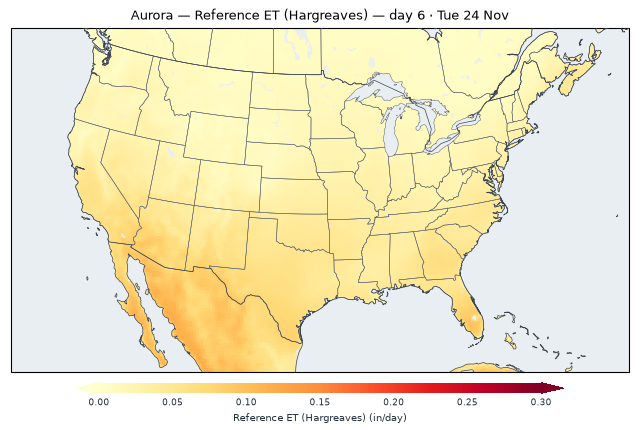 Aurora — Reference ET (Hargreaves) — day 6 · Tue 24 Nov
0.00 0.05 0.10 0.15 0.20 0.25 0.30
Reference ET (Hargreaves) (in/day)